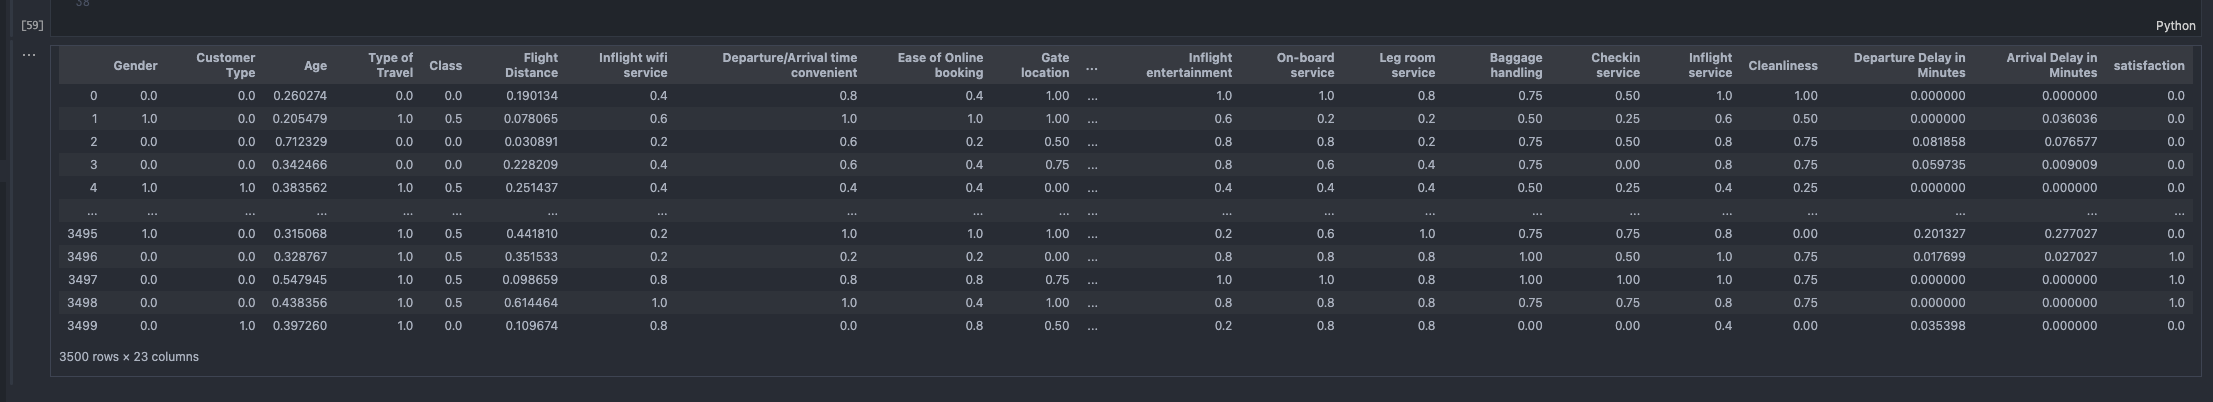 38
[59]
Python
...
Gender Customer Type Age Type of Travel Class Flight Distance Inflight wifi service Departure/Arrival time convenient Ease of Online booking Gate location ... Inflight entertainment On-board service Leg room service Baggage handling Checkin service Inflight service Cleanliness Departure Delay in Minutes Arrival Delay in Minutes satisfaction
0 0.0 0.0 0.260274 0.0 0.0 0.190134 0.4 0.8 0.4 1.00 ... 1.0 1.0 0.8 0.75 0.50 1.0 1.00 0.000000 0.000000 0.0
1 1.0 0.0 0.205479 1.0 0.5 0.078065 0.6 1.0 1.0 1.00 ... 0.6 0.2 0.2 0.50 0.25 0.6 0.50 0.000000 0.036036 0.0
2 0.0 0.0 0.712329 0.0 0.0 0.030891 0.2 0.6 0.2 0.50 ... 0.8 0.8 0.2 0.75 0.50 0.8 0.75 0.081858 0.076577 0.0
3 0.0 0.0 0.342466 0.0 0.0 0.228209 0.4 0.6 0.4 0.75 ... 0.8 0.6 0.4 0.75 0.00 0.8 0.75 0.059735 0.009009 0.0
4 1.0 1.0 0.383562 1.0 0.5 0.251437 0.4 0.4 0.4 0.00 ... 0.4 0.4 0.4 0.50 0.25 0.4 0.25 0.000000 0.000000 0.0
... ... ... ... ... ... ... ... ... ... ... ... ... ... ... ... ... ... ... ... ... ...
3495 1.0 0.0 0.315068 1.0 0.5 0.441810 0.2 1.0 1.0 1.00 ... 0.2 0.6 1.0 0.75 0.75 0.8 0.00 0.201327 0.277027 0.0
3496 0.0 0.0 0.328767 1.0 0.5 0.351533 0.2 0.2 0.2 0.00 ... 0.8 0.8 0.8 1.00 0.50 1.0 0.75 0.017699 0.027027 1.0
3497 0.0 0.0 0.547945 1.0 0.5 0.098659 0.8 0.8 0.8 0.75 ... 1.0 1.0 0.8 1.00 1.00 1.0 0.75 0.000000 0.000000 1.0
3498 0.0 0.0 0.438356 1.0 0.5 0.614464 1.0 1.0 0.4 1.00 ... 0.8 0.8 0.8 0.75 0.75 0.8 0.75 0.000000 0.000000 1.0
3499 0.0 1.0 0.397260 1.0 0.0 0.109674 0.8 0.0 0.8 0.50 ... 0.2 0.8 0.8 0.00 0.00 0.4 0.00 0.035398 0.000000 0.0
3500 rows × 23 columns